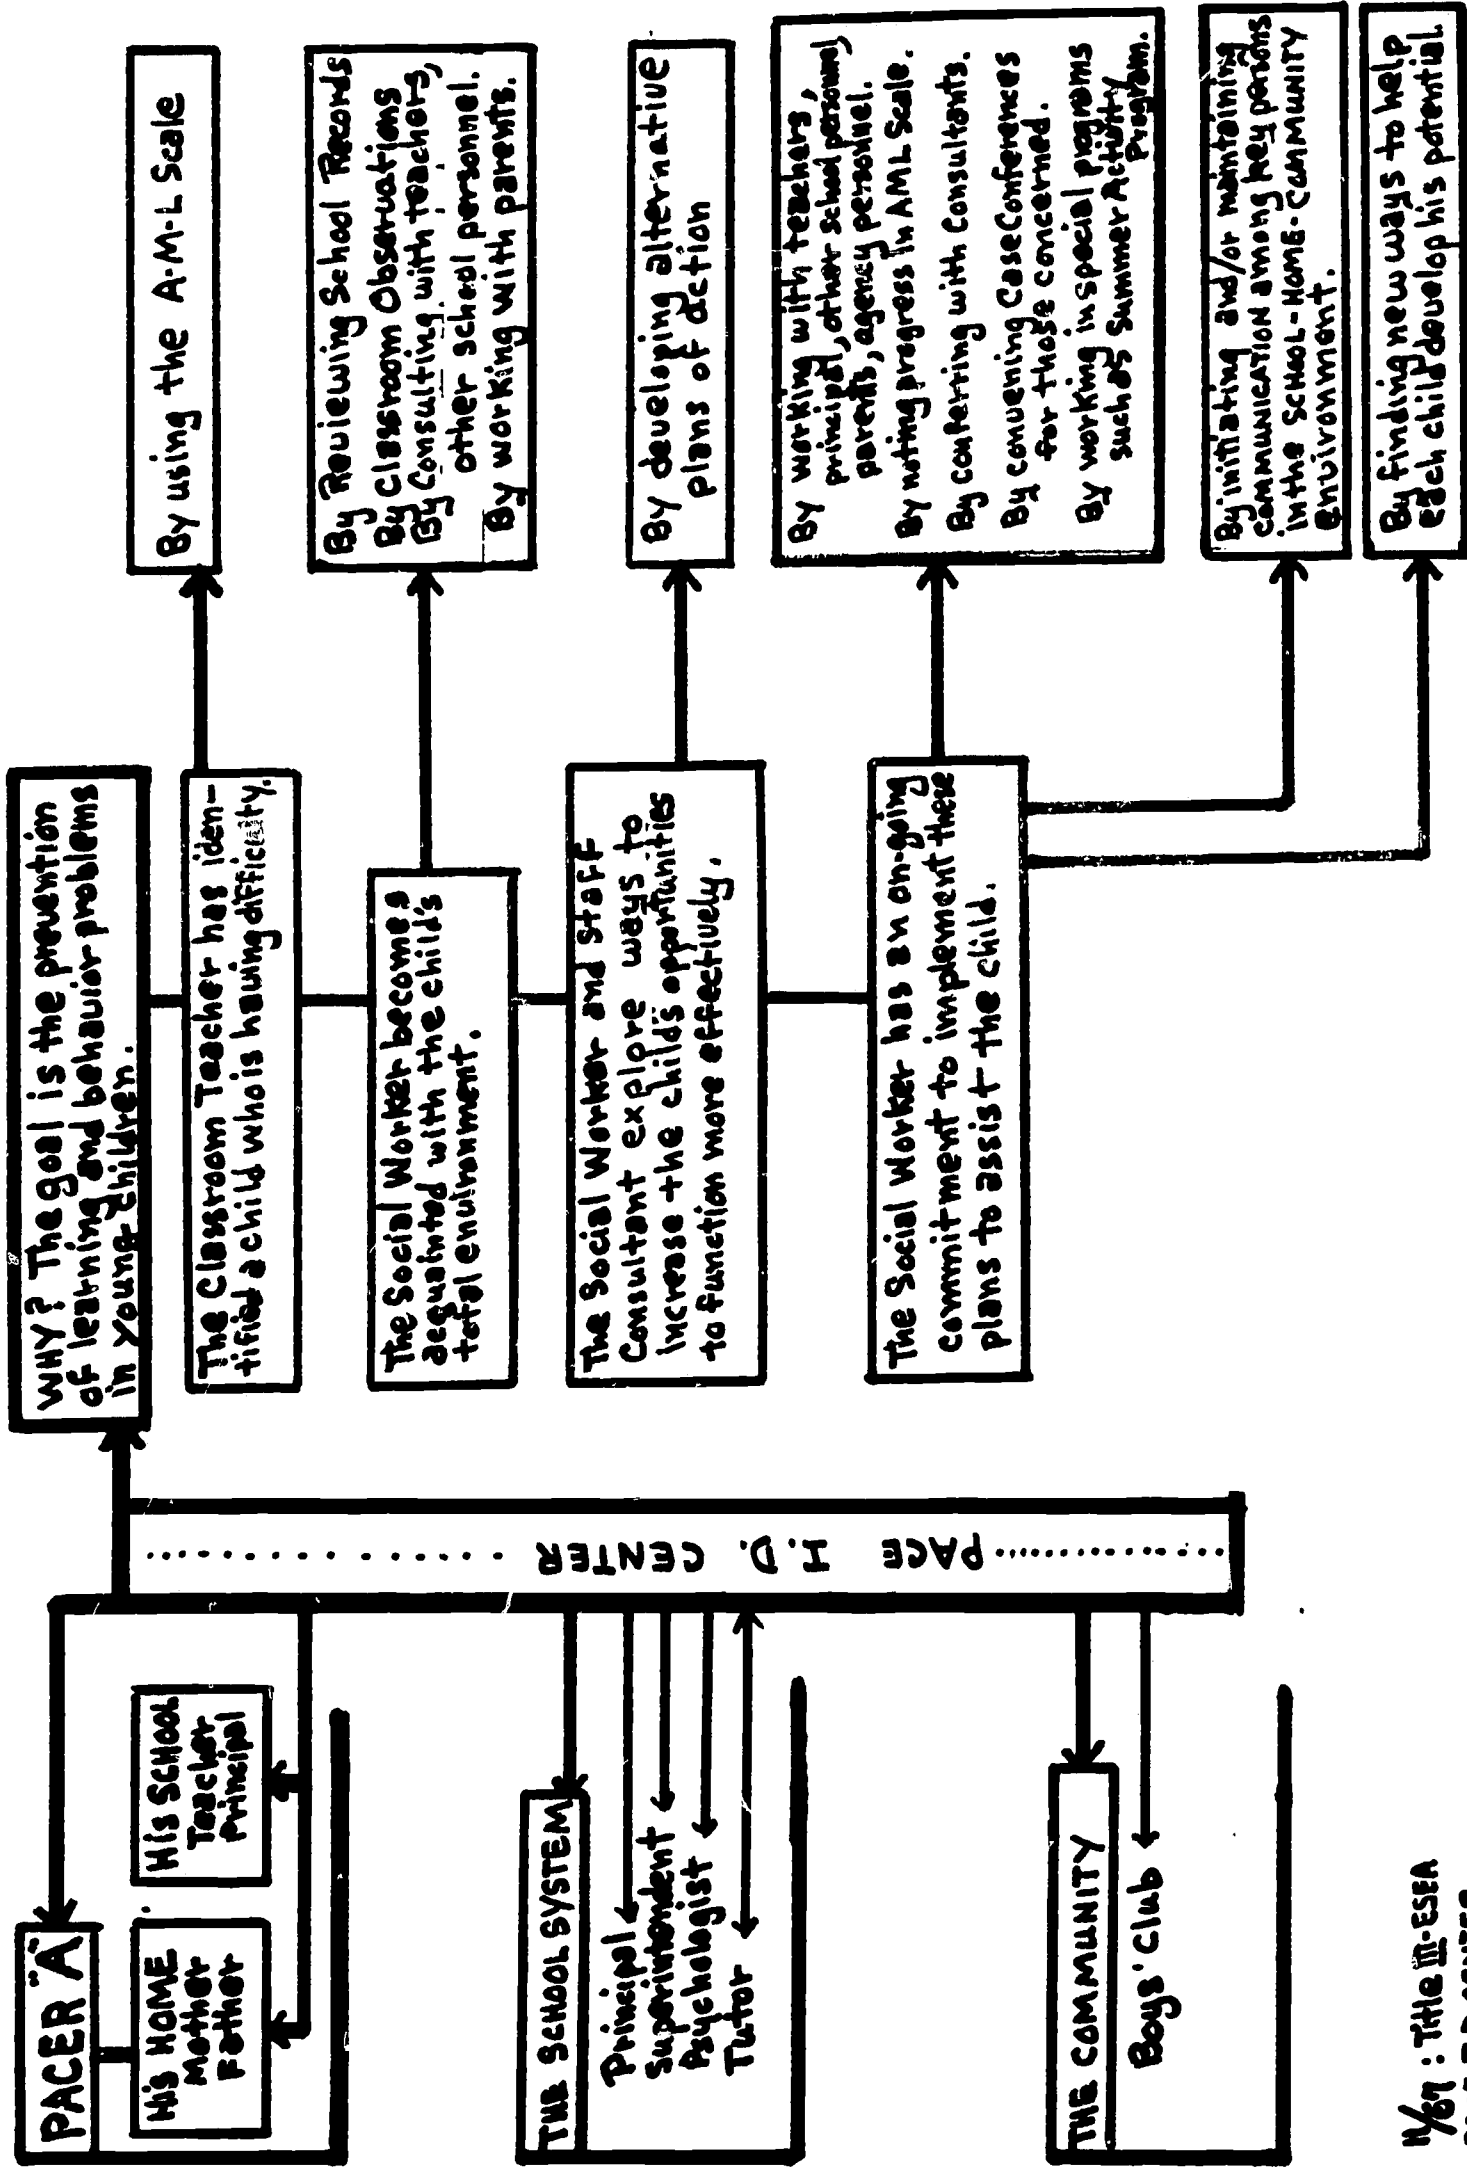 PACER "A"
HIS HOME
Mother
Father
HIS SCHOOL
Teacher
Principal
THE SCHOOL SYSTEM
Principal
Superintendent
Psychologist
Tutor
THE COMMUNITY
Boys' Club
PACE I.D. CENTER
WHY? The goal is the prevention
of learning and behavior problems
in young children.
The Classroom Teacher has iden-
tified a child who is having difficulty.
The Social Worker becomes
acquainted with the child's
total environment.
The Social Worker and staff
Consultant explore ways to
increase the child's opportunities
to function more effectively.
The Social Worker has an on-going
commitment to implement these
plans to assist the child.
By using the A-M-L Scale
By Reviewing School Records
By Classroom Observations
By Consulting with teachers,
other school personnel.
By working with parents.
By developing alternative
plans of action
By working with teachers,
principal, other school personnel,
parents, agency personnel.
By noting progress in AML Scale.
By conferring with Consultants.
By convening Case Conferences
for those concerned.
By working in special programs
such as Summer Activity
Program.
By initiating and/or maintaining
COMMUNICATION among key persons
in the SCHOOL-HOME-COMMUNITY
environment.
By finding new ways to help
each child develop his potential.
11/67: Title III-ESEA